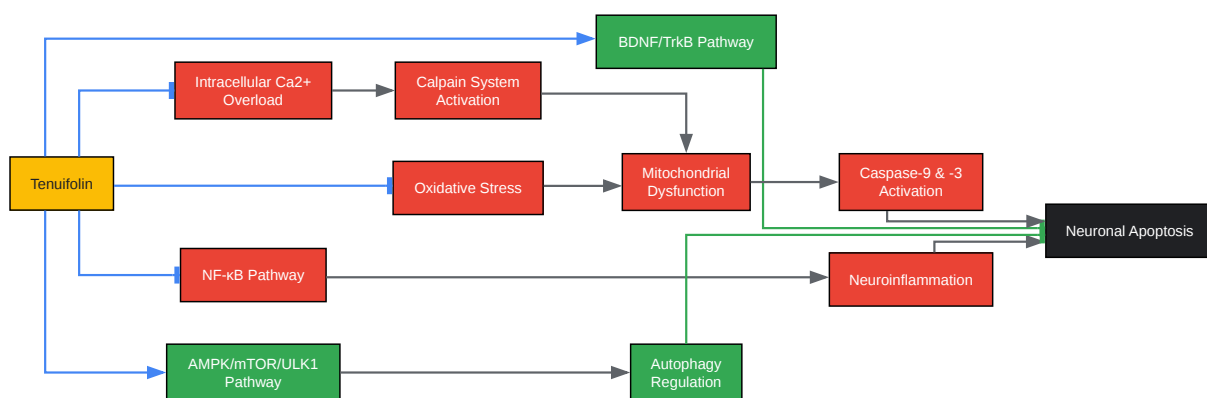 BDNF/TrkB Pathway
Intracellular Ca2+
Overload
Calpain System
Activation
Tenuifolin
Oxidative Stress
Mitochondrial
Dysfunction
Caspase-9 & -3
Activation
Neuronal Apoptosis
NF-κB Pathway
Neuroinflammation
AMPK/mTOR/ULK1
Pathway
Autophagy
Regulation